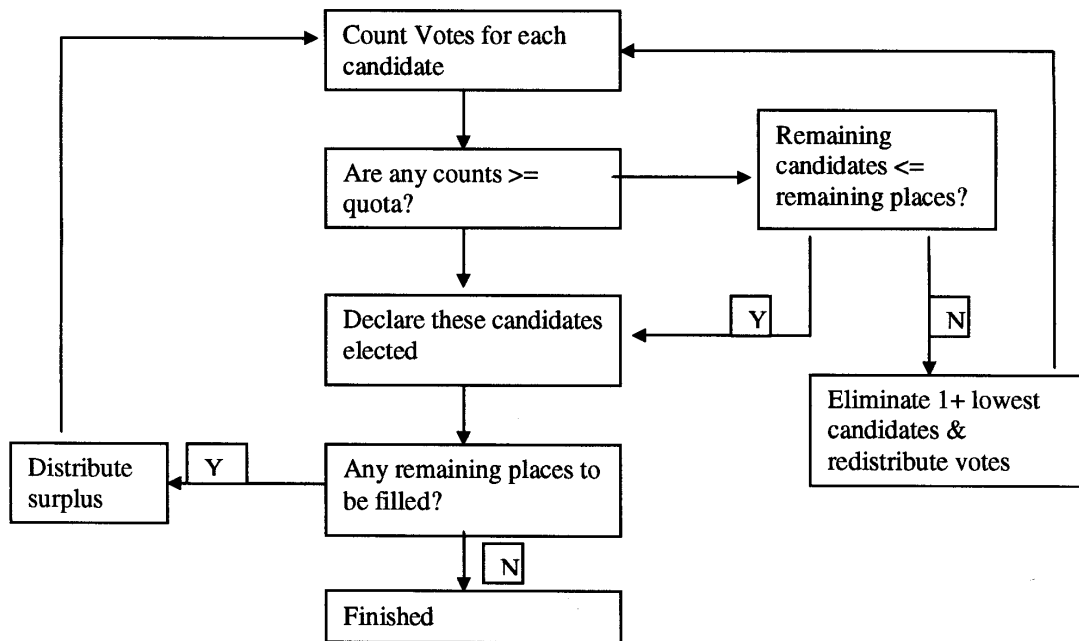 Count Votes for each
candidate
Are any counts >=
quota?
Remaining
candidates <=
remaining places?
Declare these candidates
elected
Y
N
Eliminate 1+ lowest
candidates &
redistribute votes
Distribute
surplus
Y
Any remaining places to
be filled?
N
Finished